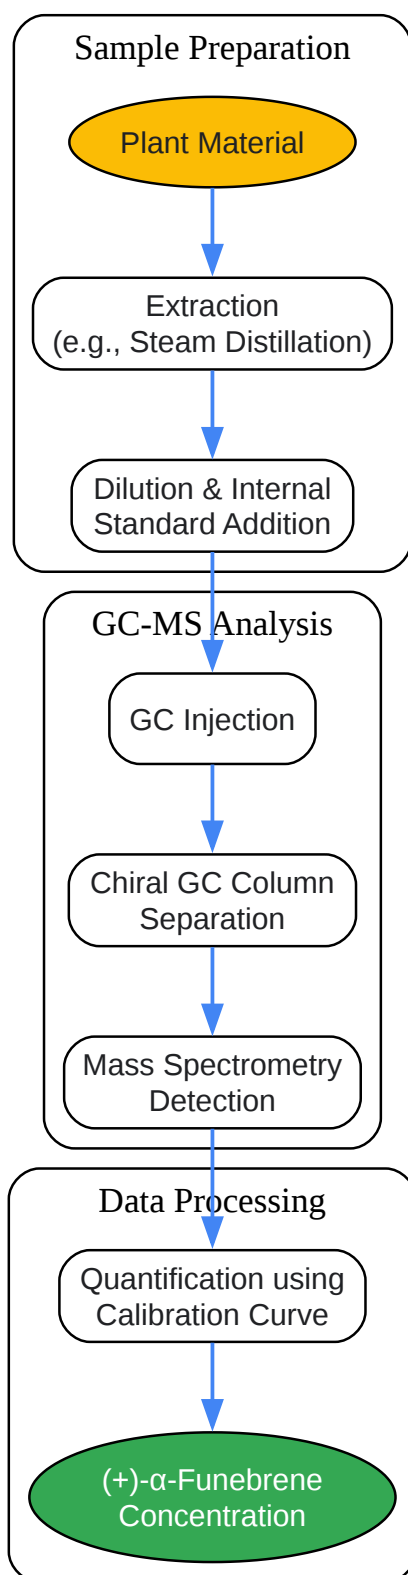 Sample Preparation
Plant Material
Extraction
(e.g., Steam Distillation)
Dilution & Internal
Standard Addition
GC-MS Analysis
GC Injection
Chiral GC Column
Separation
Mass Spectrometry
Detection
Data Processing
Quantification using
Calibration Curve
(+)-α-Funebrene
Concentration